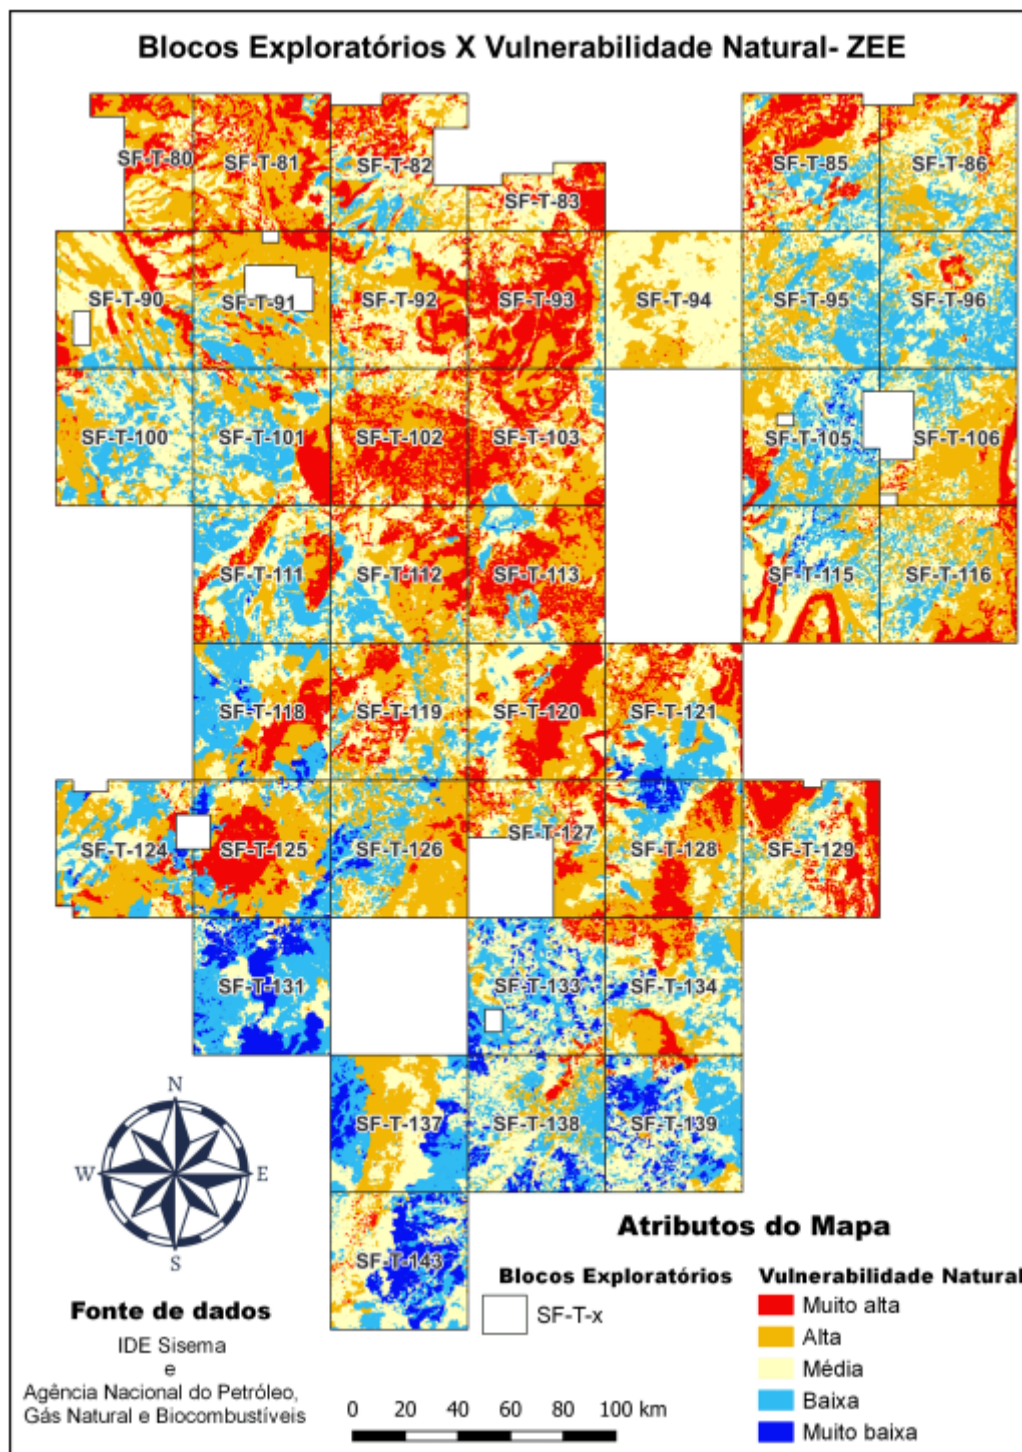 Blocos Exploratórios X Vulnerabilidade Natural- ZEE
SF-T-80
SF-T-81
SF-T-82
SF-T-83
SF-T-85
SF-T-86
SF-T-90
SF-T-91
SF-T-92
SF-T-93
SF-T-94
SF-T-95
SF-T-96
SF-T-100
SF-T-101
SF-T-102
SF-T-103
SF-T-105
SF-T-106
SF-T-111
SF-T-112
SF-T-113
SF-T-115
SF-T-116
SF-T-118
SF-T-119
SF-T-120
SF-T-121
SF-T-124
SF-T-125
SF-T-126
SF-T-127
SF-T-128
SF-T-129
SF-T-131
SF-T-133
SF-T-134
SF-T-137
SF-T-138
SF-T-139
SF-T-143
N
W
E
S
Fonte de dados
IDE Sisema
e
Agência Nacional do Petróleo,
Gás Natural e Biocombustíveis
Atributos do Mapa
Blocos Exploratórios
SF-T-x
Vulnerabilidade Natural
Muito alta
Alta
Média
Baixa
Muito baixa
0 20 40 60 80 100 km